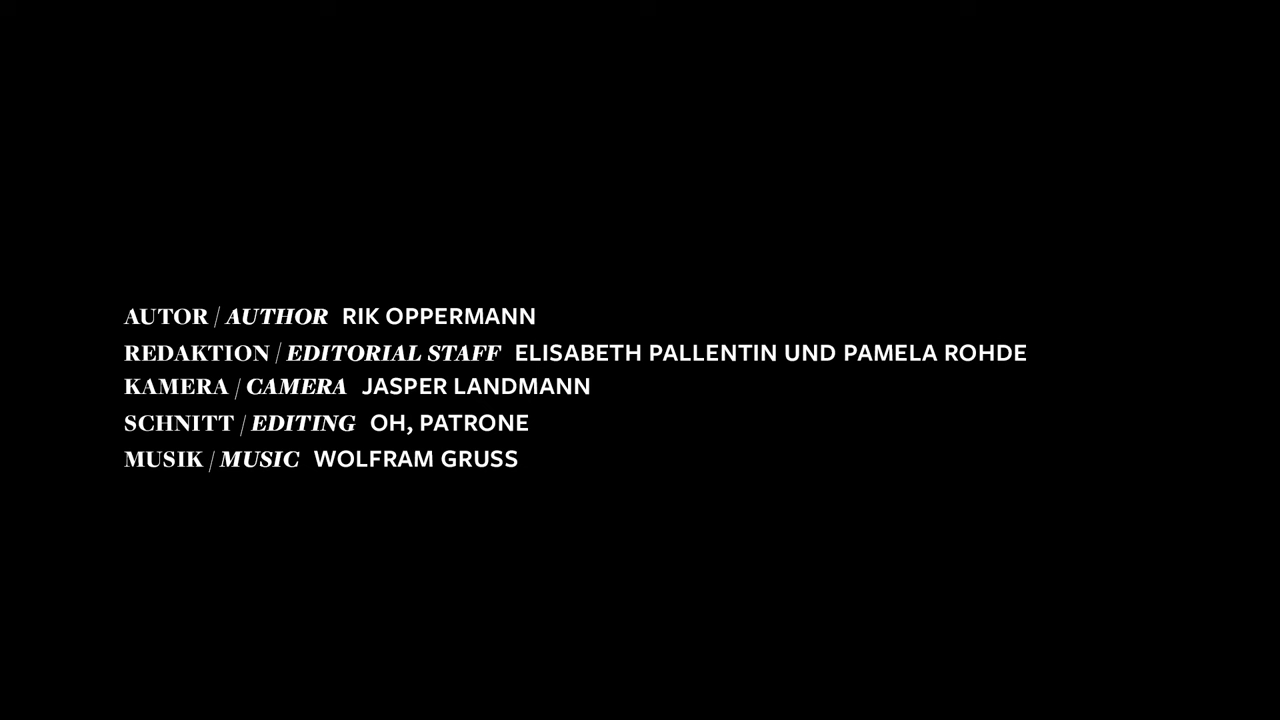 AUTOR / AUTHOR RIK OPPERMANN
REDAKTION / EDITORIAL STAFF ELISABETH PALLENTIN UND PAMELA ROHDE
KAMERA / CAMERA JASPER LANDMANN
SCHNITT / EDITING OH, PATRONE
MUSIK / MUSIC WOLFRAM GRUSS